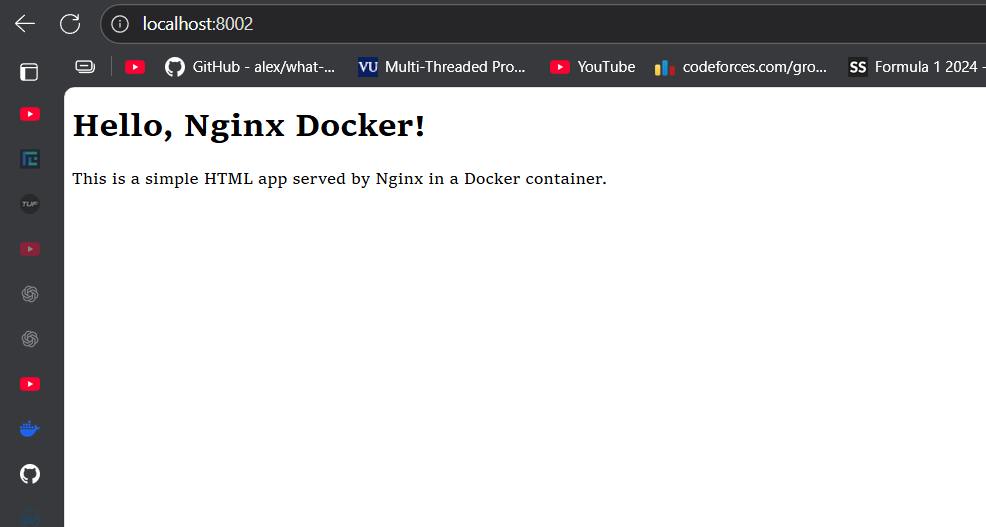 localhost:8002
GitHub - alex/what-... VU Multi-Threaded Pro... YouTube codeforces.com/gro... SS Formula 1 2024 -
Hello, Nginx Docker!
This is a simple HTML app served by Nginx in a Docker container.
TUF